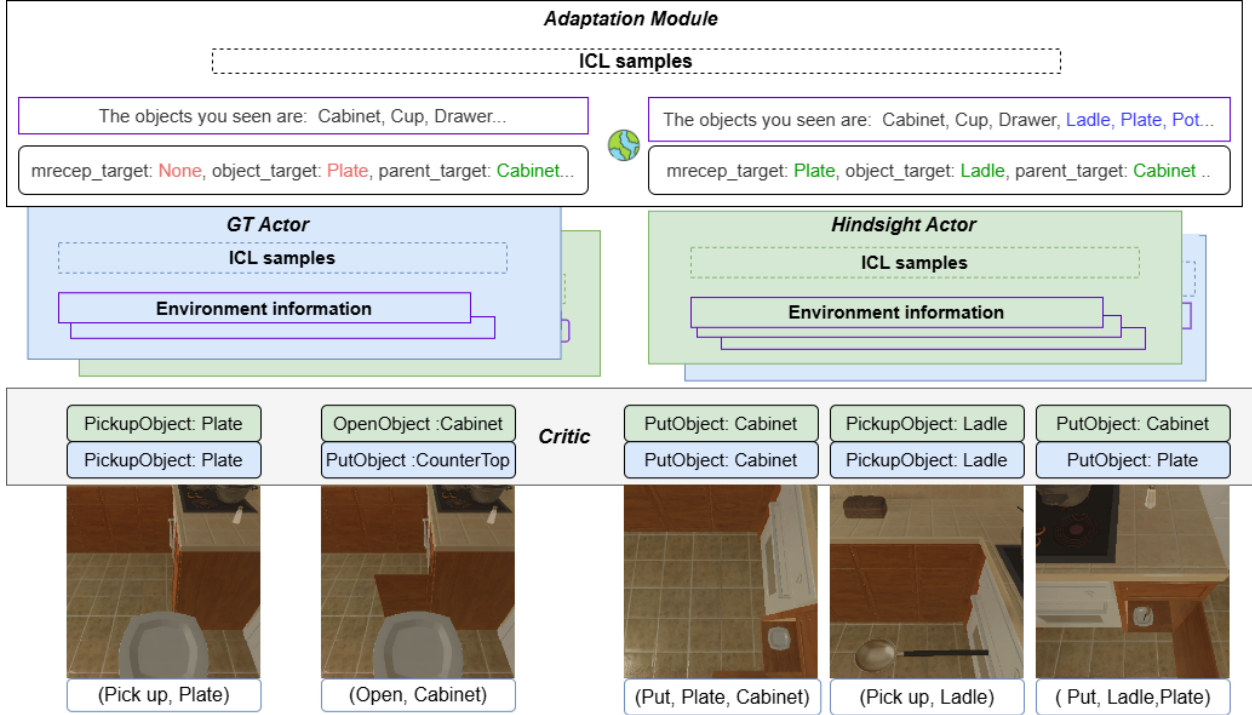 Adaptation Module
ICL samples
The objects you seen are: Cabinet, Cup, Drawer...
mrecep_target: None, object_target: Plate, parent_target: Cabinet...
The objects you seen are: Cabinet, Cup, Drawer, Ladle, Plate, Pot...
mrecep_target: Plate, object_target: Ladle, parent_target: Cabinet ..
GT Actor
ICL samples
Environment information
Hindsight Actor
ICL samples
Environment information
Critic
PickupObject: Plate
PickupObject: Plate
OpenObject :Cabinet
PutObject :CounterTop
PutObject: Cabinet
PutObject: Cabinet
PickupObject: Ladle
PickupObject: Ladle
PutObject: Cabinet
PutObject: Plate
(Pick up, Plate)
(Open, Cabinet)
(Put, Plate, Cabinet)
(Pick up, Ladle)
( Put, Ladle,Plate)